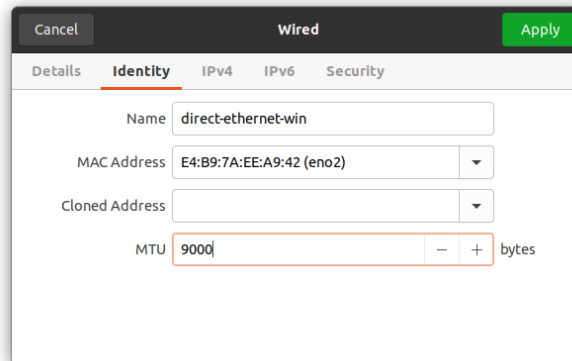 Cancel Wired Apply
Details Identity IPv4 IPv6 Security
Name direct-ethernet-win
MAC Address E4:B9:7A:EE:A9:42 (eno2)
Cloned Address
MTU 9000 − + bytes